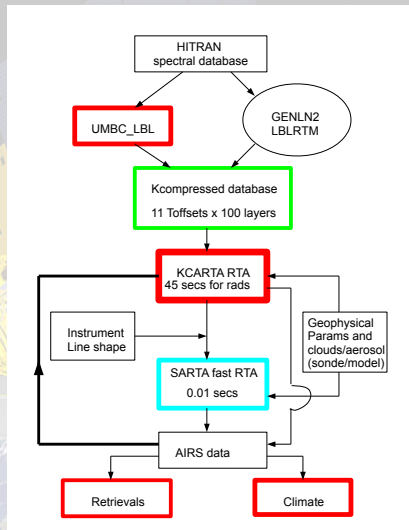 HITRAN
spectral database
UMBC_LBL
GENLN2
LBLRTM
Kcompressed database
11 Toffsets x 100 layers
KCARTA RTA
45 secs for rads
Instrument
Line shape
Geophysical
Params and
clouds/aerosol
(sonde/model)
SARTA fast RTA
0.01 secs
AIRS data
Retrievals
Climate